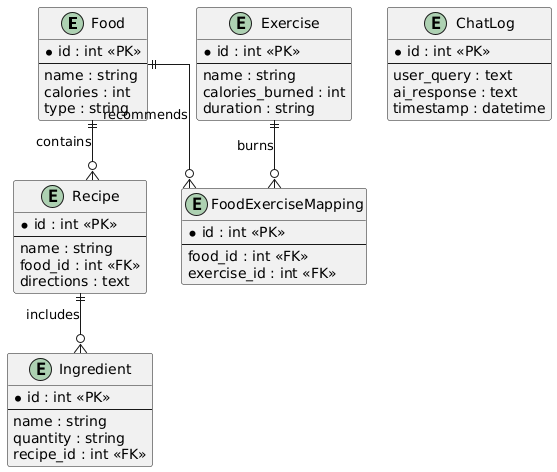 E Food
* id : int «PK»
name : string
calories : int
type : string
E Exercise
* id : int «PK»
name : string
calories_burned : int
duration : string
E ChatLog
* id : int «PK»
user_query : text
ai_response : text
timestamp : datetime
recommends
contains
burns
E Recipe
* id : int «PK»
name : string
food_id : int «FK»
directions : text
E FoodExerciseMapping
* id : int «PK»
food_id : int «FK»
exercise_id : int «FK»
includes
E Ingredient
* id : int «PK»
name : string
quantity : string
recipe_id : int «FK»